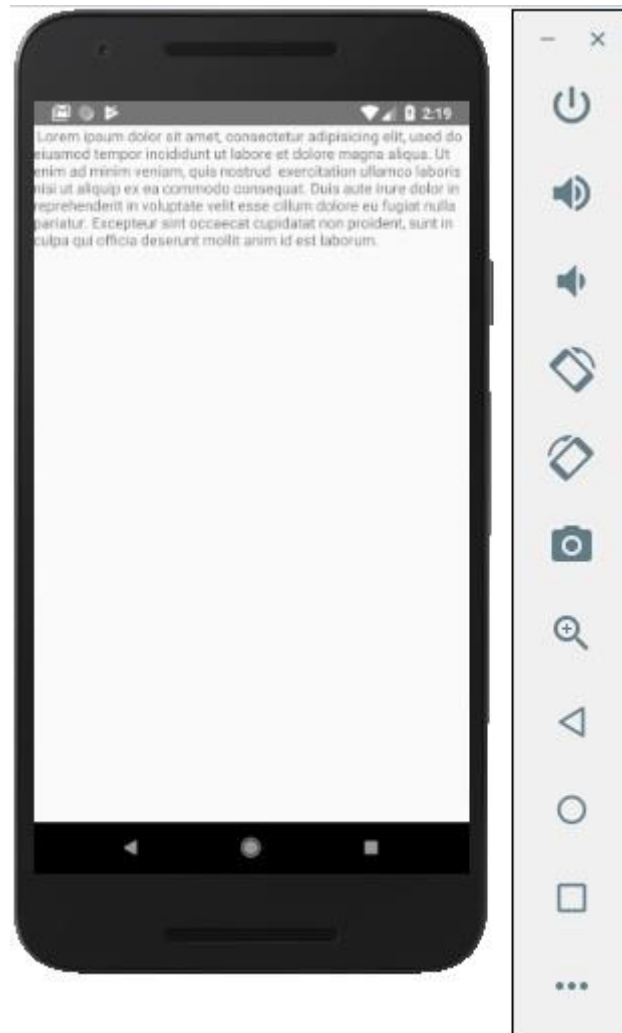 2:19
Lorem ipsum dolor sit amet, consectetur adipisicing elit, used do
eiusmod tempor incididunt ut labore et dolore magna aliqua. Ut
enim ad minim veniam, quis nostrud  exercitation ullamco laboris
nisi ut aliquip ex ea commodo consequat. Duis aute irure dolor in
reprehenderit in voluptate velit esse cillum dolore eu fugiat nulla
pariatur. Excepteur sint occaecat cupidatat non proident, sunt in
culpa qui officia deserunt mollit anim id est laborum.